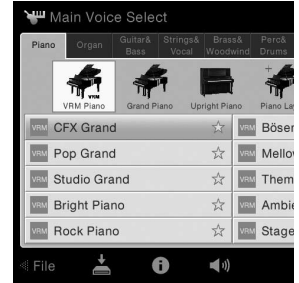 Main Voice Select
Piano Organ Guitar& Bass Strings& Vocal Brass& Woodwind Perc& Drums
VRM
VRM Piano Grand Piano Upright Piano Piano La
VRM CFX Grand VRM Böser
VRM Pop Grand VRM Mello
VRM Studio Grand VRM Them
VRM Bright Piano VRM Ambie
VRM Rock Piano VRM Stage
File